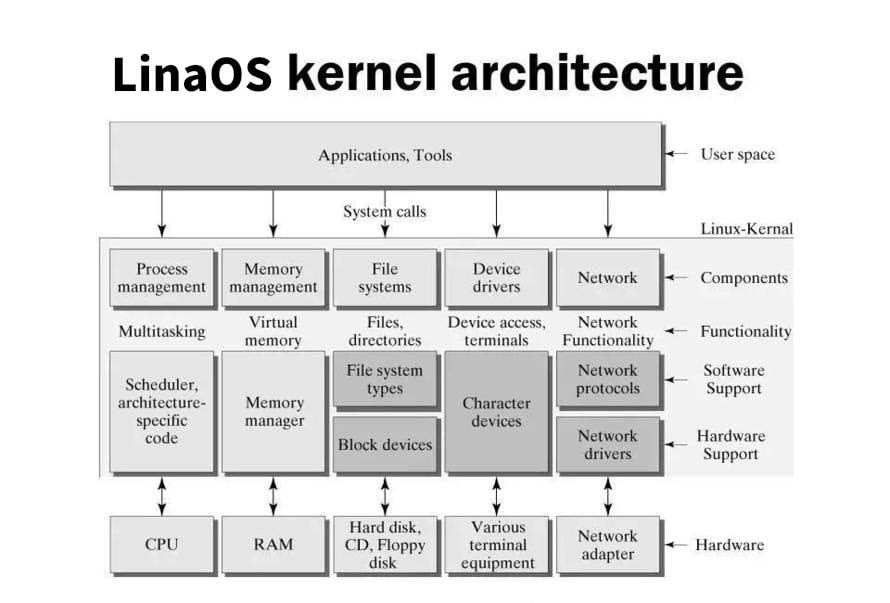 LinaOS kernel architecture
Applications, Tools
User space
System calls
Linux-Kernal
Process
management
Memory
management
File
systems
Device
drivers
Network
Components
Multitasking
Virtual
memory
Files,
directories
Device access,
terminals
Network
Functionality
Functionality
Scheduler,
architecture-
specific
code
Memory
manager
File system
types
Block devices
Character
devices
Network
protocols
Network
drivers
Software
Support
Hardware
Support
CPU
RAM
Hard disk,
CD, Floppy
disk
Various
terminal
equipment
Network
adapter
Hardware